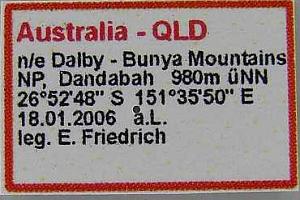 Australia - QLD
n/e Dalby - Bunya Mountains
NP, Dandabah 980m üNN
26°52'48" S 151°35'50" E
18.01.2006 a.L.
leg. E. Friedrich